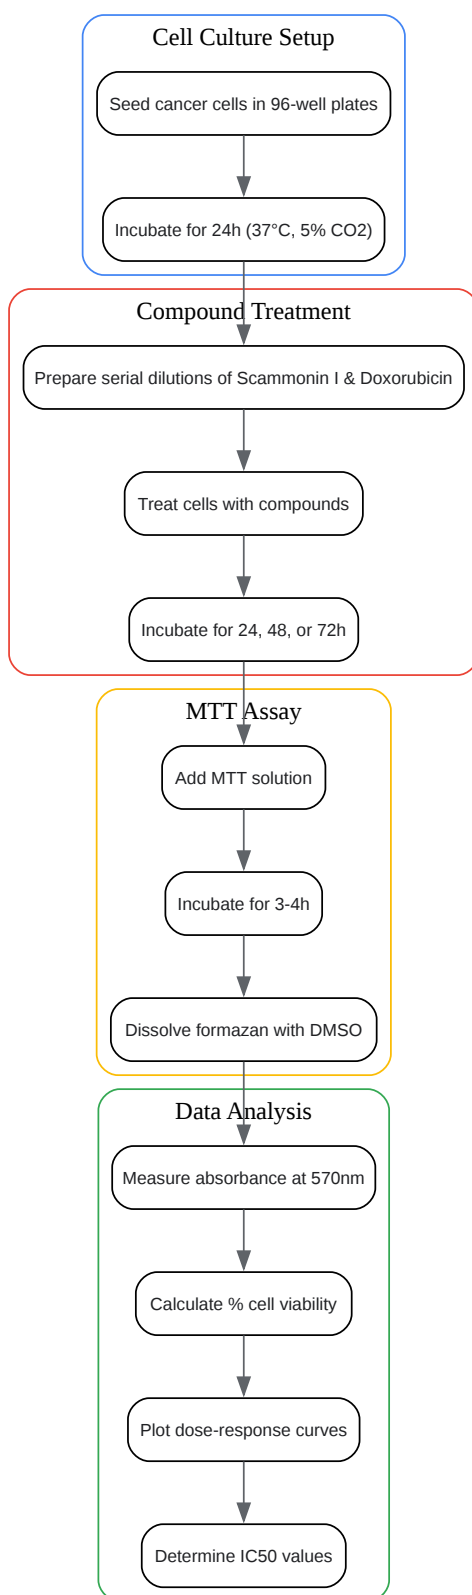 Cell Culture Setup
Seed cancer cells in 96-well plates
Incubate for 24h (37°C, 5% CO2)
Compound Treatment
Prepare serial dilutions of Scammonin I & Doxorubicin
Treat cells with compounds
Incubate for 24, 48, or 72h
MTT Assay
Add MTT solution
Incubate for 3-4h
Dissolve formazan with DMSO
Data Analysis
Measure absorbance at 570nm
Calculate % cell viability
Plot dose-response curves
Determine IC50 values